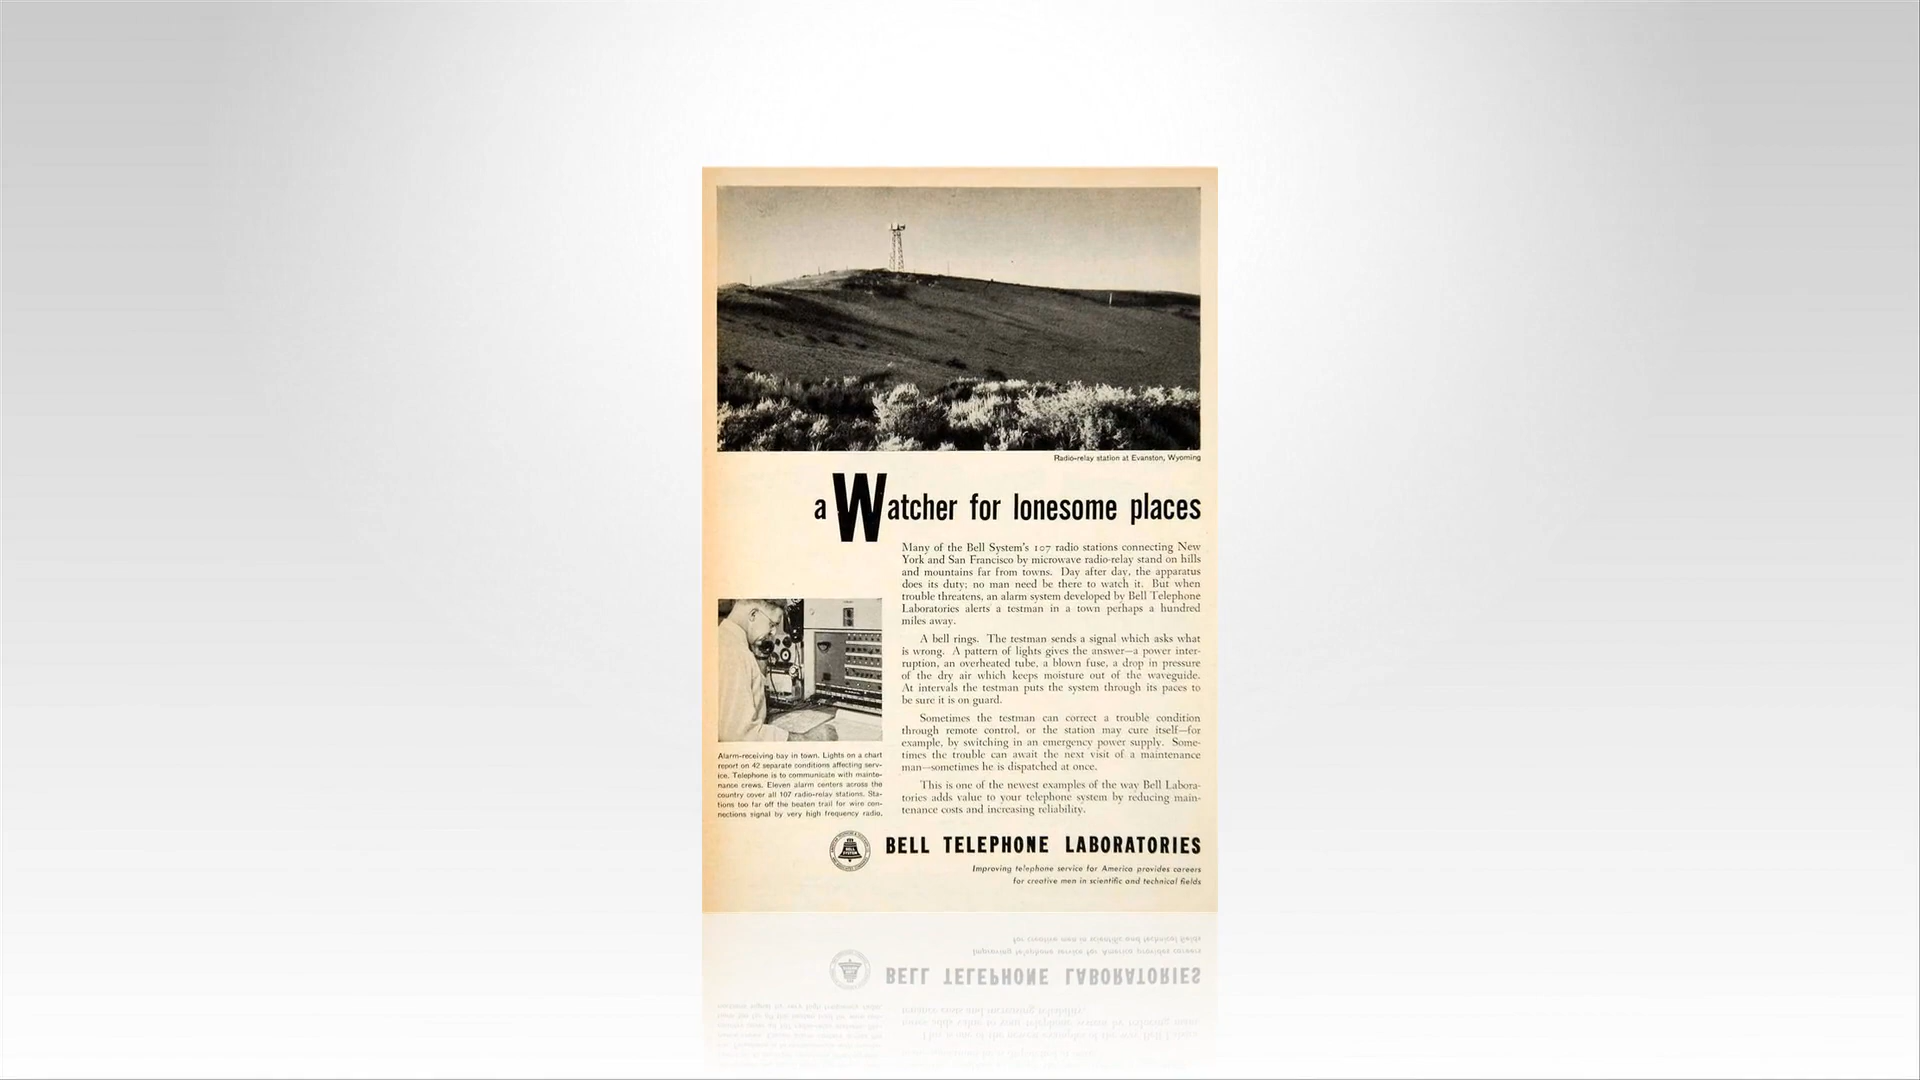 Radio-relay station at Evanston, Wyoming
a Watcher for lonesome places
Many of the Bell System's 107 radio stations connecting New
York and San Francisco by microwave radio-relay stand on hills
and mountains far from towns. Day after day, the apparatus
does its duty; no man need be there to watch it. But when
trouble threatens, an alarm system developed by Bell Telephone
Laboratories alerts a testman in a town perhaps a hundred
miles away.
A bell rings. The testman sends a signal which asks what
is wrong. A pattern of lights gives the answer—a power inter-
ruption, an overheated tube, a blown fuse, a drop in pressure
of the dry air which keeps moisture out of the waveguide.
At intervals the testman puts the system through its paces to
be sure it is on guard.
Sometimes the testman can correct a trouble condition
through remote control, or the station may cure itself—for
example, by switching in an emergency power supply. Some-
times the trouble can await the next visit of a maintenance
man—sometimes he is dispatched at once.
This is one of the newest examples of the way Bell Labora-
tories adds value to your telephone system by reducing main-
tenance costs and increasing reliability.
Alarm-receiving bay in town. Lights on a chart
report on 42 separate conditions affecting serv-
ice. Telephone is to communicate with mainte-
nance crews. Eleven alarm centers across the
country cover all 107 radio-relay stations. Sta-
tions too far off the beaten trail for wire con-
nections signal by very high frequency radio.
BELL SYSTEM
BELL TELEPHONE LABORATORIES
Improving telephone service for America provides careers
for creative men in scientific and technical fields